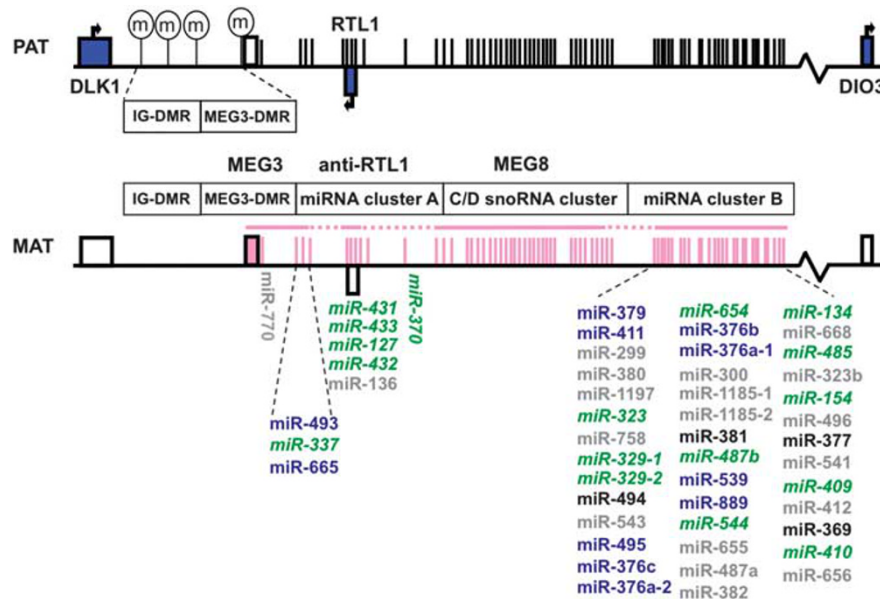 m m m m
RTL1
PAT
DLK1
DIO3
IG-DMR MEG3-DMR
MEG3 anti-RTL1 MEG8
IG-DMR MEG3-DMR miRNA cluster A C/D snoRNA cluster miRNA cluster B
MAT
miR-770
miR-431
miR-433
miR-127
miR-432
miR-136
miR-370
miR-493
miR-337
miR-665
miR-379
miR-411
miR-299
miR-380
miR-1197
miR-323
miR-758
miR-329-1
miR-329-2
miR-494
miR-543
miR-495
miR-376c
miR-376a-2
miR-654
miR-376b
miR-376a-1
miR-300
miR-1185-1
miR-1185-2
miR-381
miR-487b
miR-539
miR-889
miR-544
miR-655
miR-487a
miR-382
miR-134
miR-668
miR-485
miR-323b
miR-154
miR-496
miR-377
miR-541
miR-409
miR-412
miR-369
miR-410
miR-656